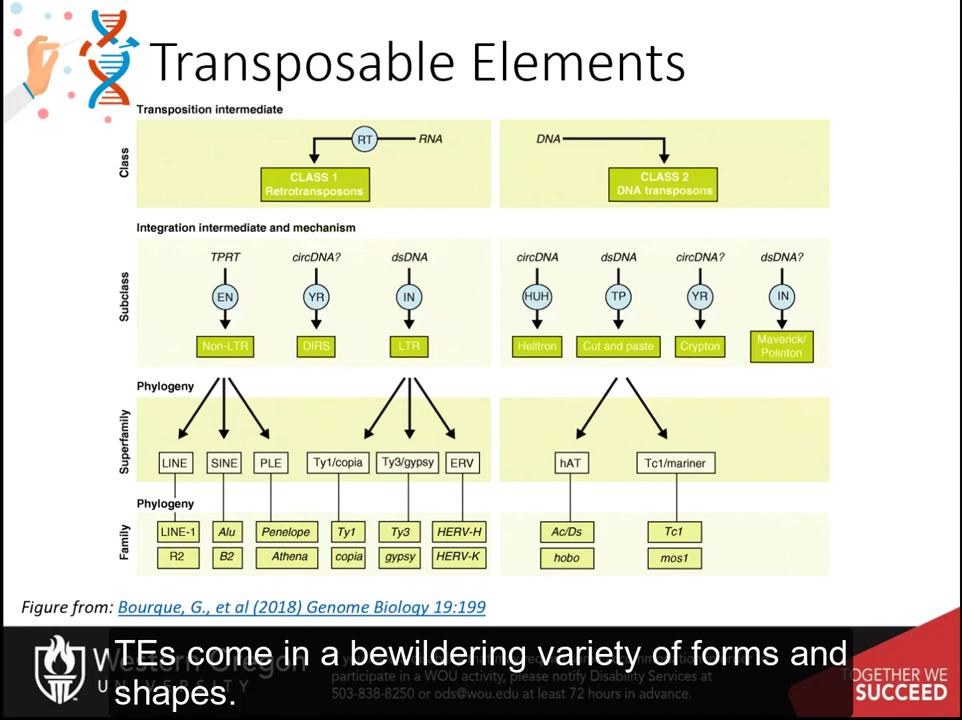 Transposable Elements
Transposition intermediate
Class
RT
RNA
CLASS 1
Retrotransposons
DNA
CLASS 2
DNA transposons
Integration intermediate and mechanism
Subclass
TPRT
circDNA?
dsDNA
circDNA
dsDNA
circDNA?
dsDNA?
EN
YR
IN
HUH
TP
YR
IN
Non-LTR
DIRS
LTR
Helitron
Cut and paste
Crypton
Maverick/
Polinton
Phylogeny
Superfamily
LINE
SINE
PLE
Ty1/copia
Ty3/gypsy
ERV
hAT
Tc1/mariner
Phylogeny
Family
LINE-1
Alu
Penelope
Ty1
Ty3
HERV-H
Ac/Ds
Tc1
R2
B2
Athena
copia
gypsy
HERV-K
hobo
mos1
Figure from: Bourque, G., et al (2018) Genome Biology 19:199
TEs come in a bewildering variety of forms and
shapes.
participate in a WOU activity, please notify Disability Services at
503-838-8250 or ods@wou.edu at least 72 hours in advance.
TOGETHER WE
SUCCEED